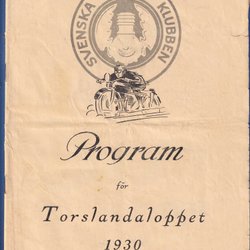 SVENSKA
KLUBBEN
Program
för
Torslandaloppet
1930